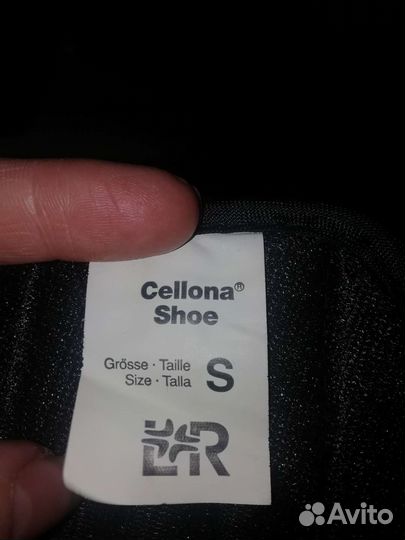 Cellona®
Shoe
Grösse · Taille
Size · Talla S
L&R
Avito